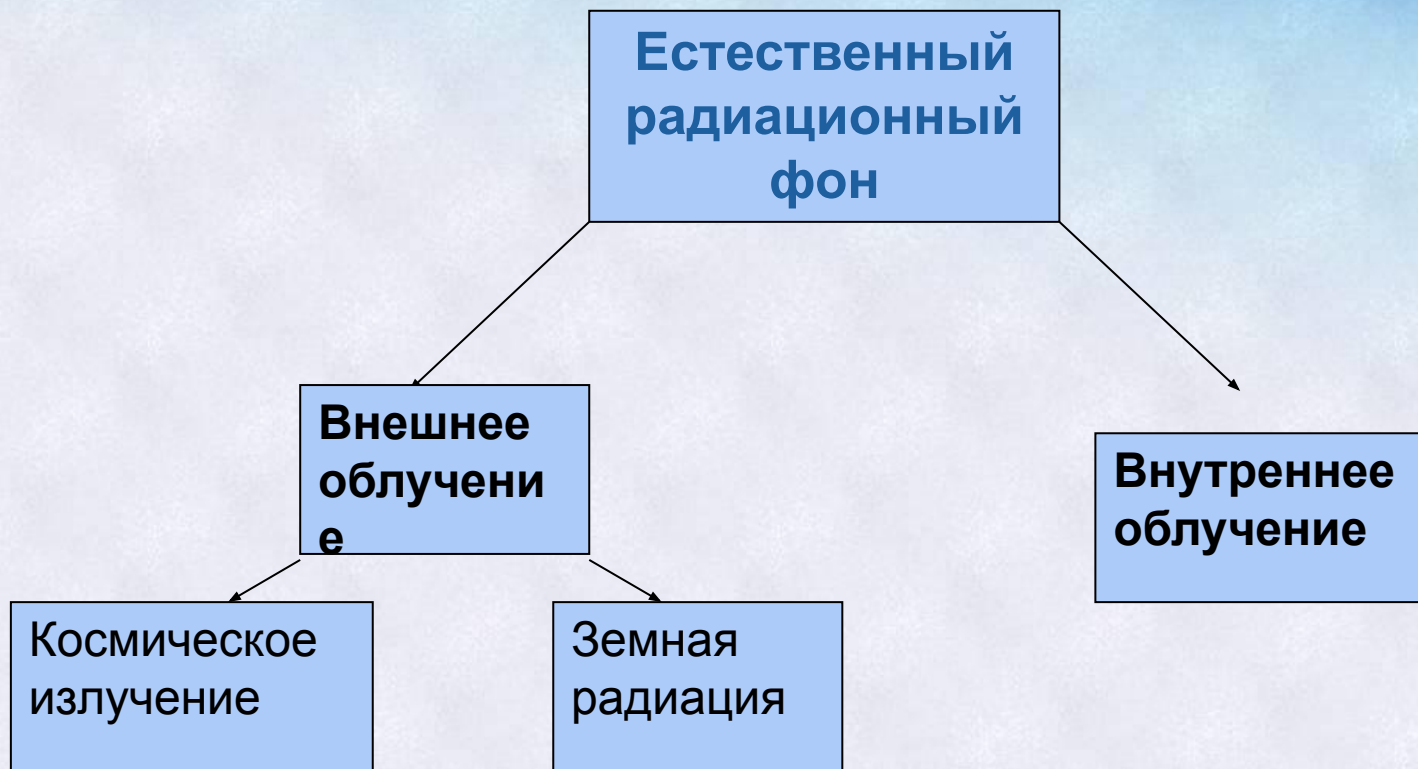 Естественный
радиационный
фон
Внешнее
облучени
е
Внутреннее
облучение
Космическое
излучение
Земная
радиация